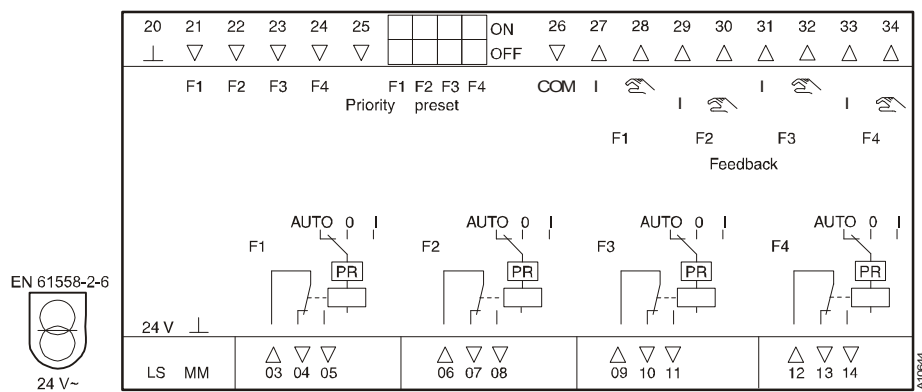 20 21 22 23 24 25 ON 26 27 28 29 30 31 32 33 34
OFF
F1 F2 F3 F4 F1 F2 F3 F4 COM I I
Priority preset I I
F1 F2 F3 F4
Feedback
AUTO 0 I AUTO 0 I AUTO 0 I AUTO 0 I
F1 F2 F3 F4
PR PR PR PR
EN 61558-2-6
24 V
LS MM 03 04 05 06 07 08 09 10 11 12 13 14
24 V~